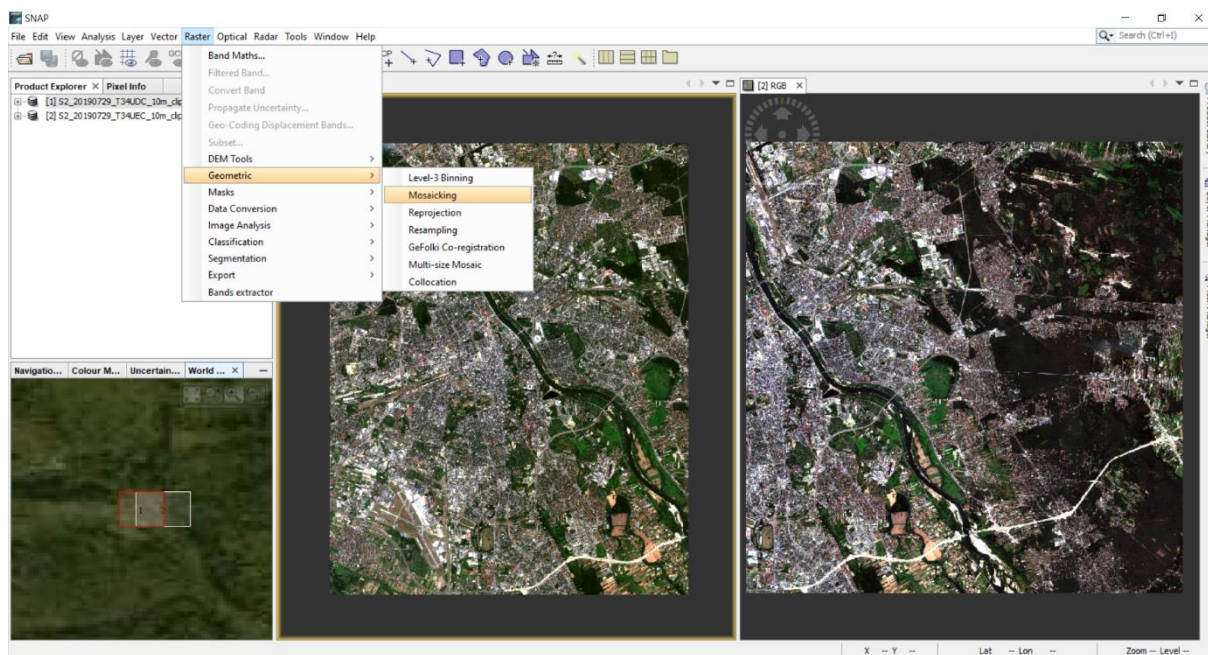 SNAP
File Edit View Analysis Layer Vector Raster Optical Radar Tools Window Help
Search (Ctrl+I)
Band Maths...
Filtered Band...
Convert Band
Propagate Uncertainty...
Geo-Coding Displacement Bands...
Subset...
DEM Tools
Geometric
Masks
Data Conversion
Image Analysis
Classification
Segmentation
Export
Bands extractor
Level-3 Binning
Mosaicking
Reprojection
Resampling
GeFolki Co-registration
Multi-size Mosaic
Collocation
Product Explorer Pixel Info
[1] S2_20190729_T34UDC_10m_clip
[2] S2_20190729_T34UEC_10m_clip
[2] RGB
Navigatio... Colour M... Uncertain... World ...
1 2
X -- Y -- Lat -- Lon -- Zoom -- Level --